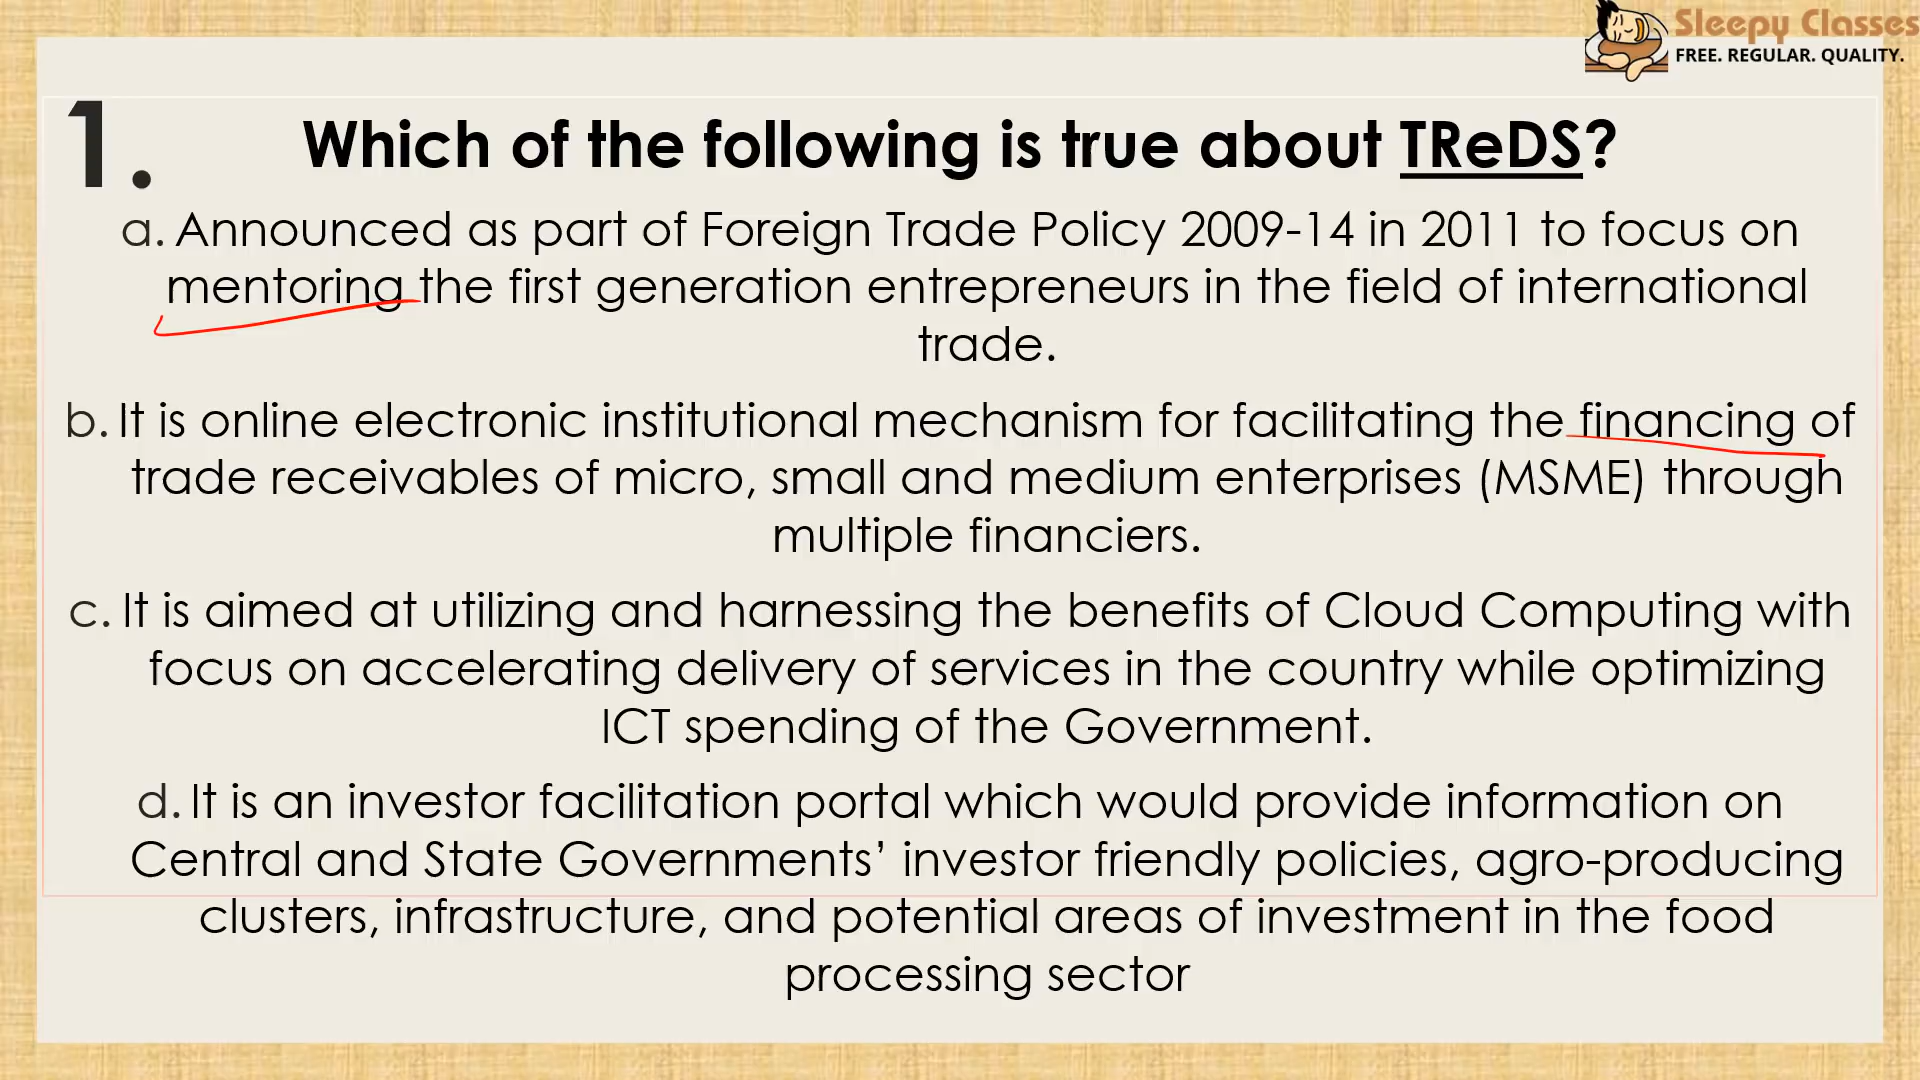 Sleepy Classes
FREE. REGULAR. QUALITY.
1. Which of the following is true about TReDS?
a. Announced as part of Foreign Trade Policy 2009-14 in 2011 to focus on
mentoring the first generation entrepreneurs in the field of international
trade.
b. It is online electronic institutional mechanism for facilitating the financing of
trade receivables of micro, small and medium enterprises (MSME) through
multiple financiers.
c. It is aimed at utilizing and harnessing the benefits of Cloud Computing with
focus on accelerating delivery of services in the country while optimizing
ICT spending of the Government.
d. It is an investor facilitation portal which would provide information on
Central and State Governments’ investor friendly policies, agro-producing
clusters, infrastructure, and potential areas of investment in the food
processing sector